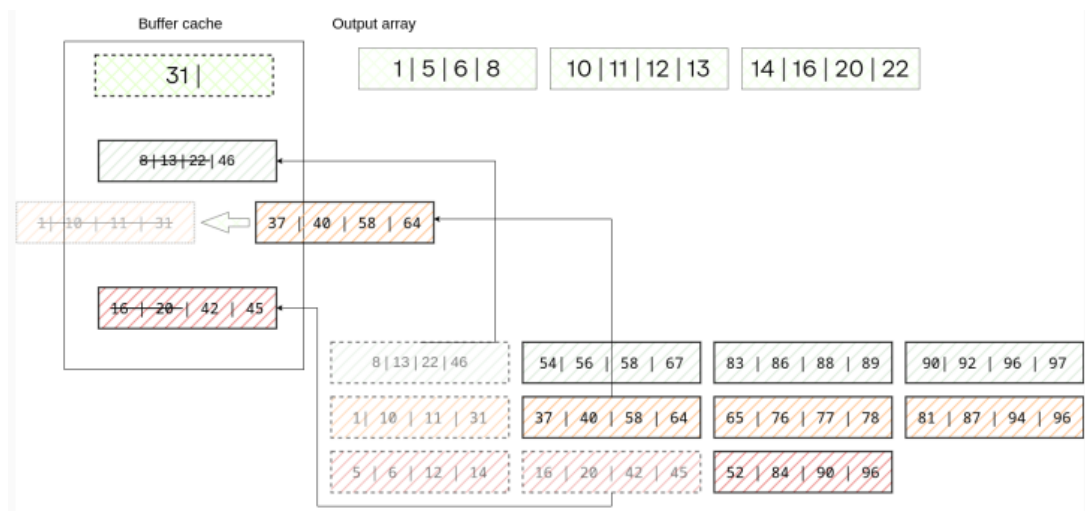 Buffer cache
Output array
31 |
1 | 5 | 6 | 8
10 | 11 | 12 | 13
14 | 16 | 20 | 22
8 | 13 | 22 | 46
1| 10 | 11 | 31
37 | 40 | 58 | 64
16 | 20 | 42 | 45
8 | 13 | 22 | 46
54| 56 | 58 | 67
83 | 86 | 88 | 89
90| 92 | 96 | 97
1| 10 | 11 | 31
37 | 40 | 58 | 64
65 | 76 | 77 | 78
81 | 87 | 94 | 96
5 | 6 | 12 | 14
16 | 20 | 42 | 45
52 | 84 | 90 | 96